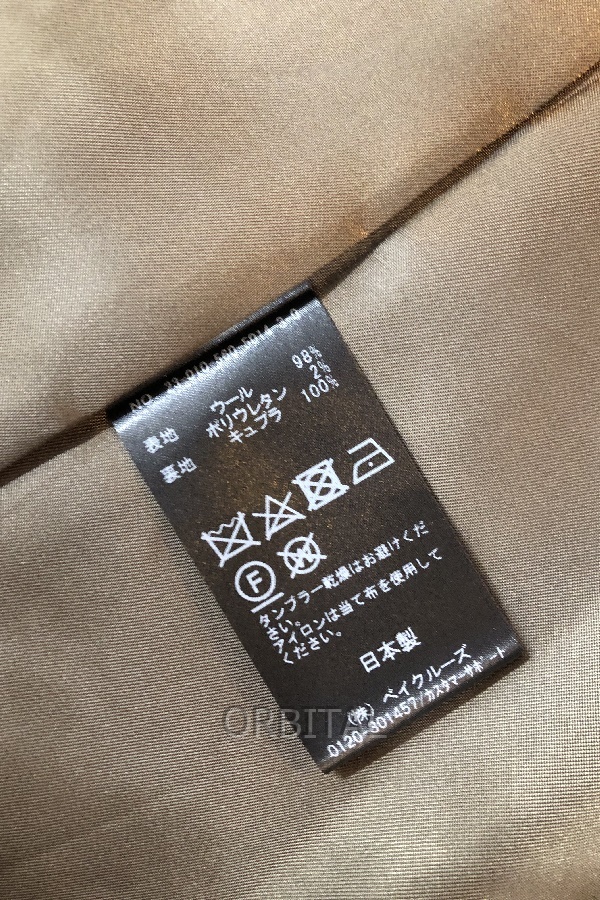 表地 ウール 98%
ポリウレタン 2%
裏地 キュプラ 100%
F
W
タンブラー乾燥はお避けくだ
さい。
アイロンは当て布を使用して
ください。
日本製
(株) ベイクルーズ
0120-301457/カスタマーサポート
ORBITAL